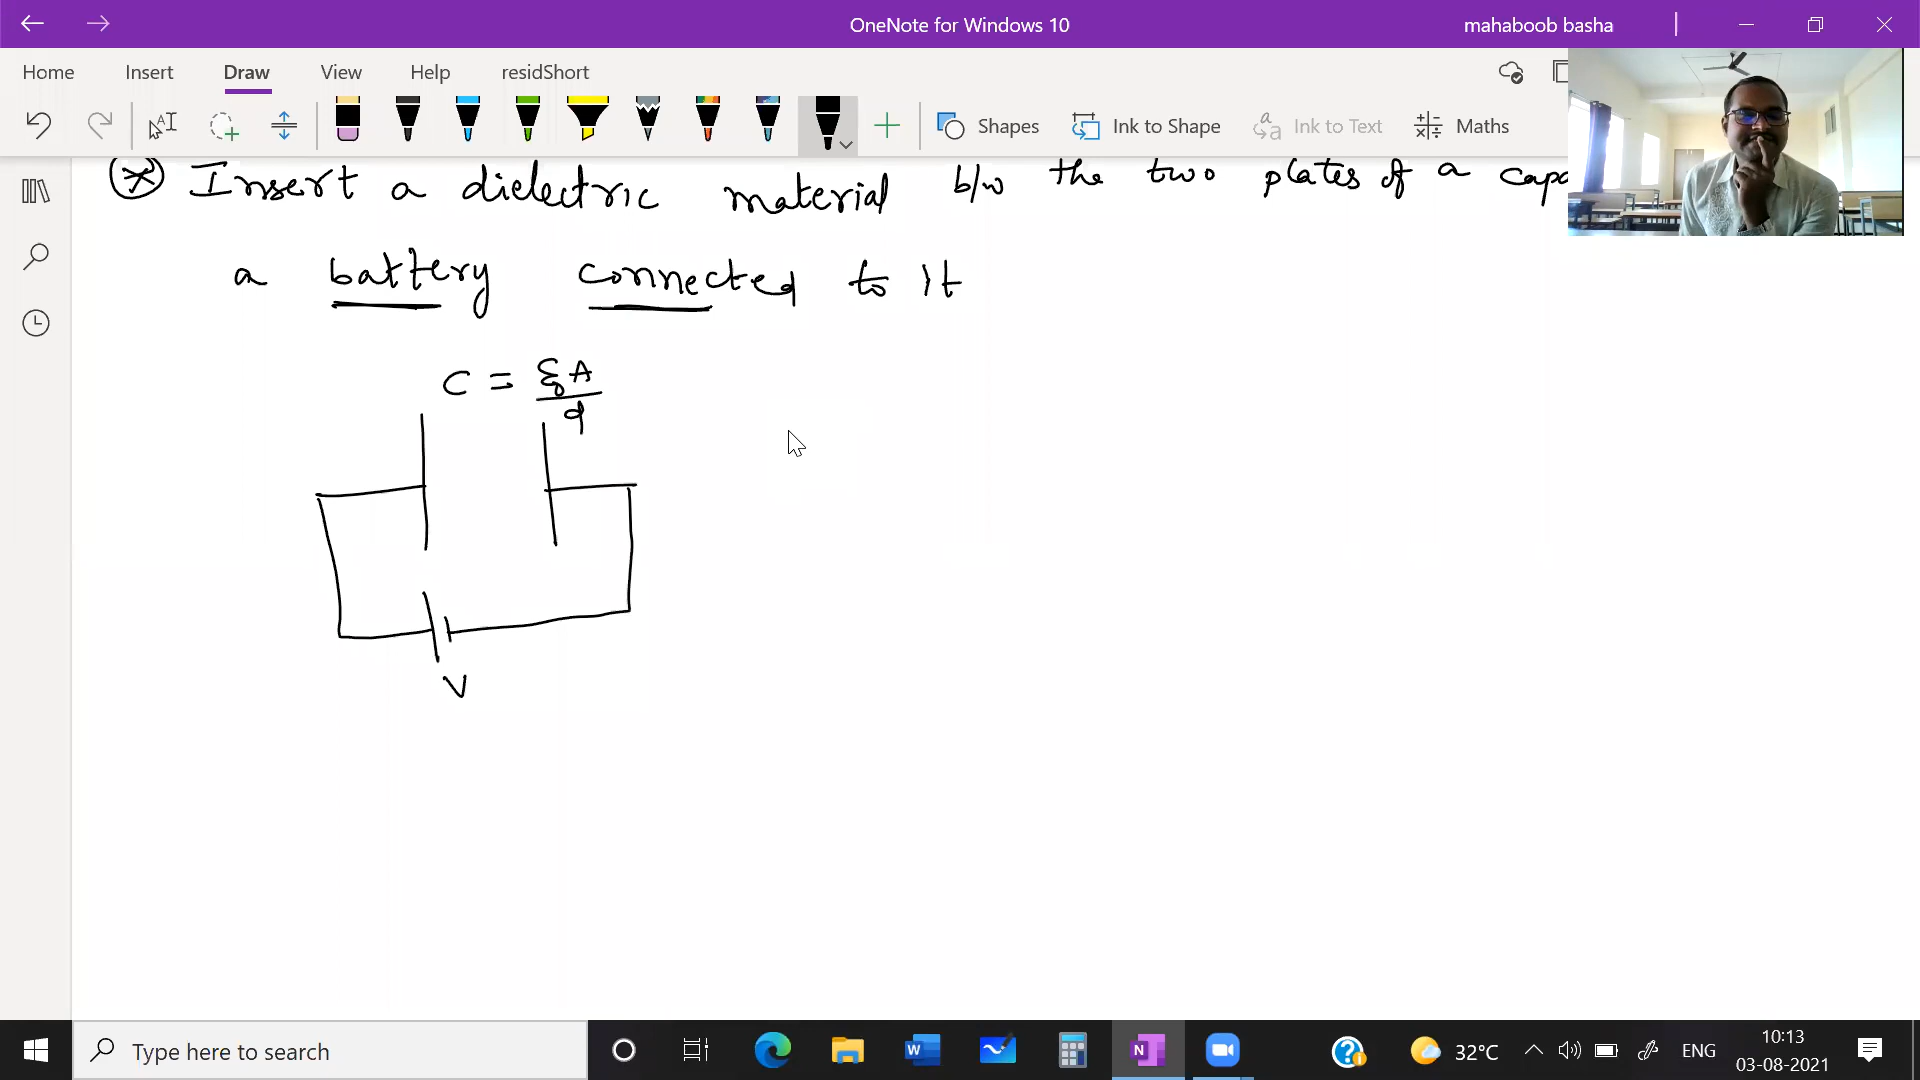 OneNote for Windows 10
mahaboob basha
Home Insert Draw View Help residShort
Shapes Ink to Shape Ink to Text Maths
Insert a dielectric material b/w the two plates of a capa
a battery connected to it
C = ε₀A
d
V
Type here to search
32°C ENG 10:13
03-08-2021